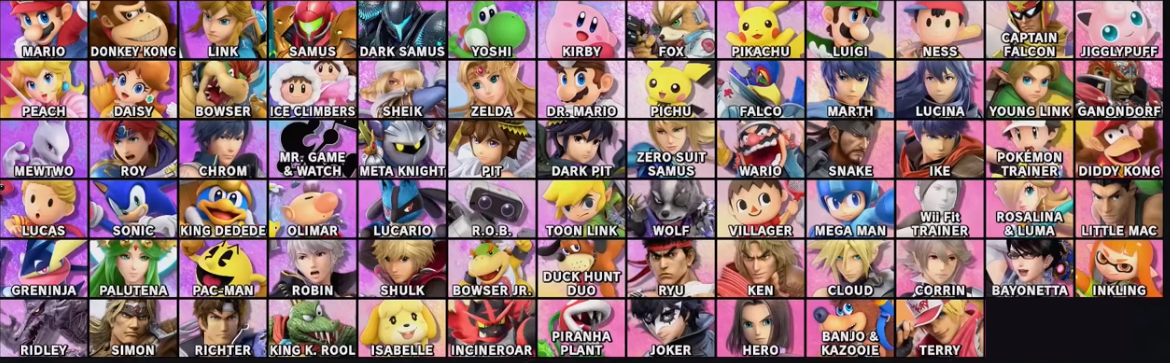 MARIO
DONKEY KONG
LINK
SAMUS
DARK SAMUS
YOSHI
KIRBY
FOX
PIKACHU
LUIGI
NESS
CAPTAIN
FALCON
JIGGLYPUFF
PEACH
DAISY
BOWSER
ICE CLIMBERS
SHEIK
ZELDA
DR. MARIO
PICHU
FALCO
MARTH
LUCINA
YOUNG LINK
GANONDORF
MEWTWO
ROY
CHROM
MR. GAME
& WATCH
META KNIGHT
PIT
DARK PIT
ZERO SUIT
SAMUS
WARIO
SNAKE
IKE
POKÉMON
TRAINER
DIDDY KONG
LUCAS
SONIC
KING DEDEDE
OLIMAR
LUCARIO
R.O.B.
TOON LINK
WOLF
VILLAGER
MEGA MAN
Wii Fit
TRAINER
ROSALINA
& LUMA
LITTLE MAC
GRENINJA
PALUTENA
PAC-MAN
ROBIN
SHULK
BOWSER JR.
DUCK HUNT
DUO
RYU
KEN
CLOUD
CORRIN
BAYONETTA
INKLING
RIDLEY
SIMON
RICHTER
KING K. ROOL
ISABELLE
INCINEROAR
PIRANHA
PLANT
JOKER
HERO
BANJO &
KAZOOIE
TERRY